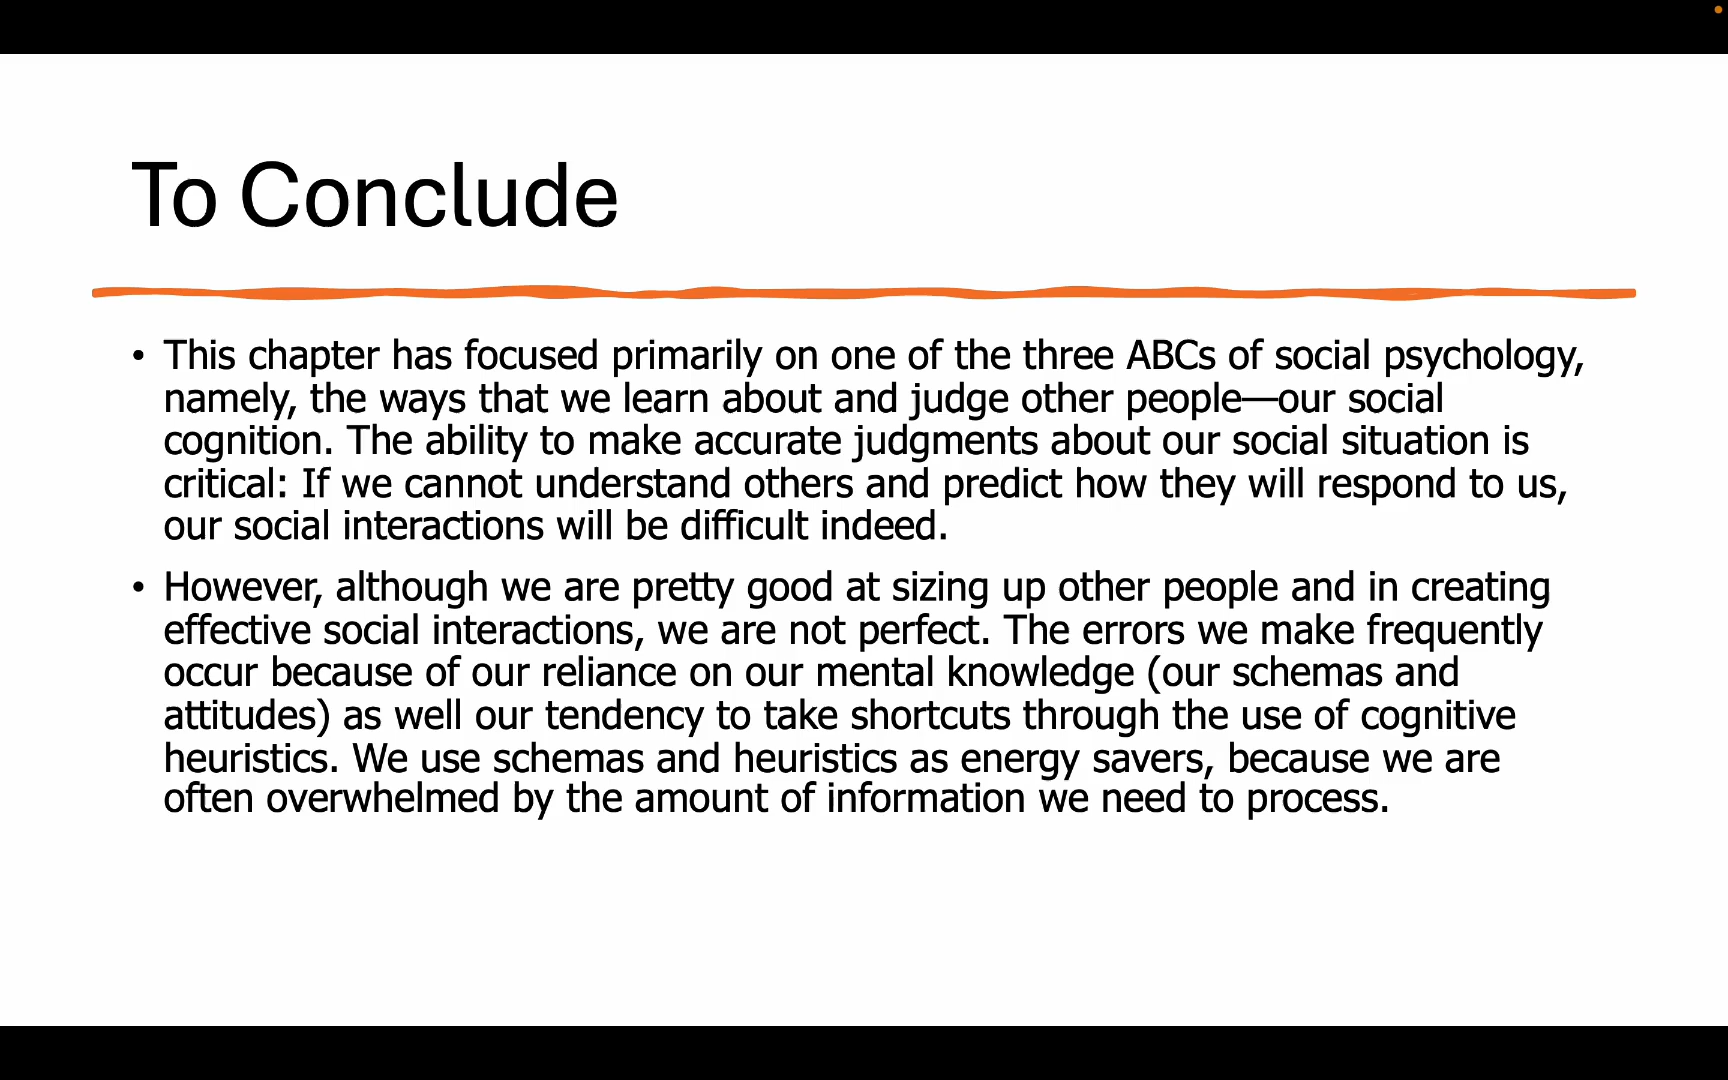 To Conclude
• This chapter has focused primarily on one of the three ABCs of social psychology,
namely, the ways that we learn about and judge other people—our social
cognition. The ability to make accurate judgments about our social situation is
critical: If we cannot understand others and predict how they will respond to us,
our social interactions will be difficult indeed.
• However, although we are pretty good at sizing up other people and in creating
effective social interactions, we are not perfect. The errors we make frequently
occur because of our reliance on our mental knowledge (our schemas and
attitudes) as well our tendency to take shortcuts through the use of cognitive
heuristics. We use schemas and heuristics as energy savers, because we are
often overwhelmed by the amount of information we need to process.